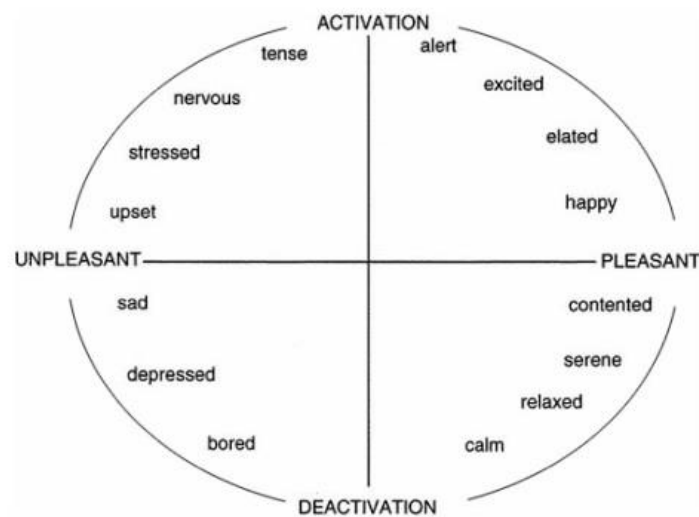 ACTIVATION
tense
alert
excited
nervous
elated
stressed
happy
upset
UNPLEASANT
PLEASANT
sad
contented
serene
depressed
relaxed
bored
calm
DEACTIVATION